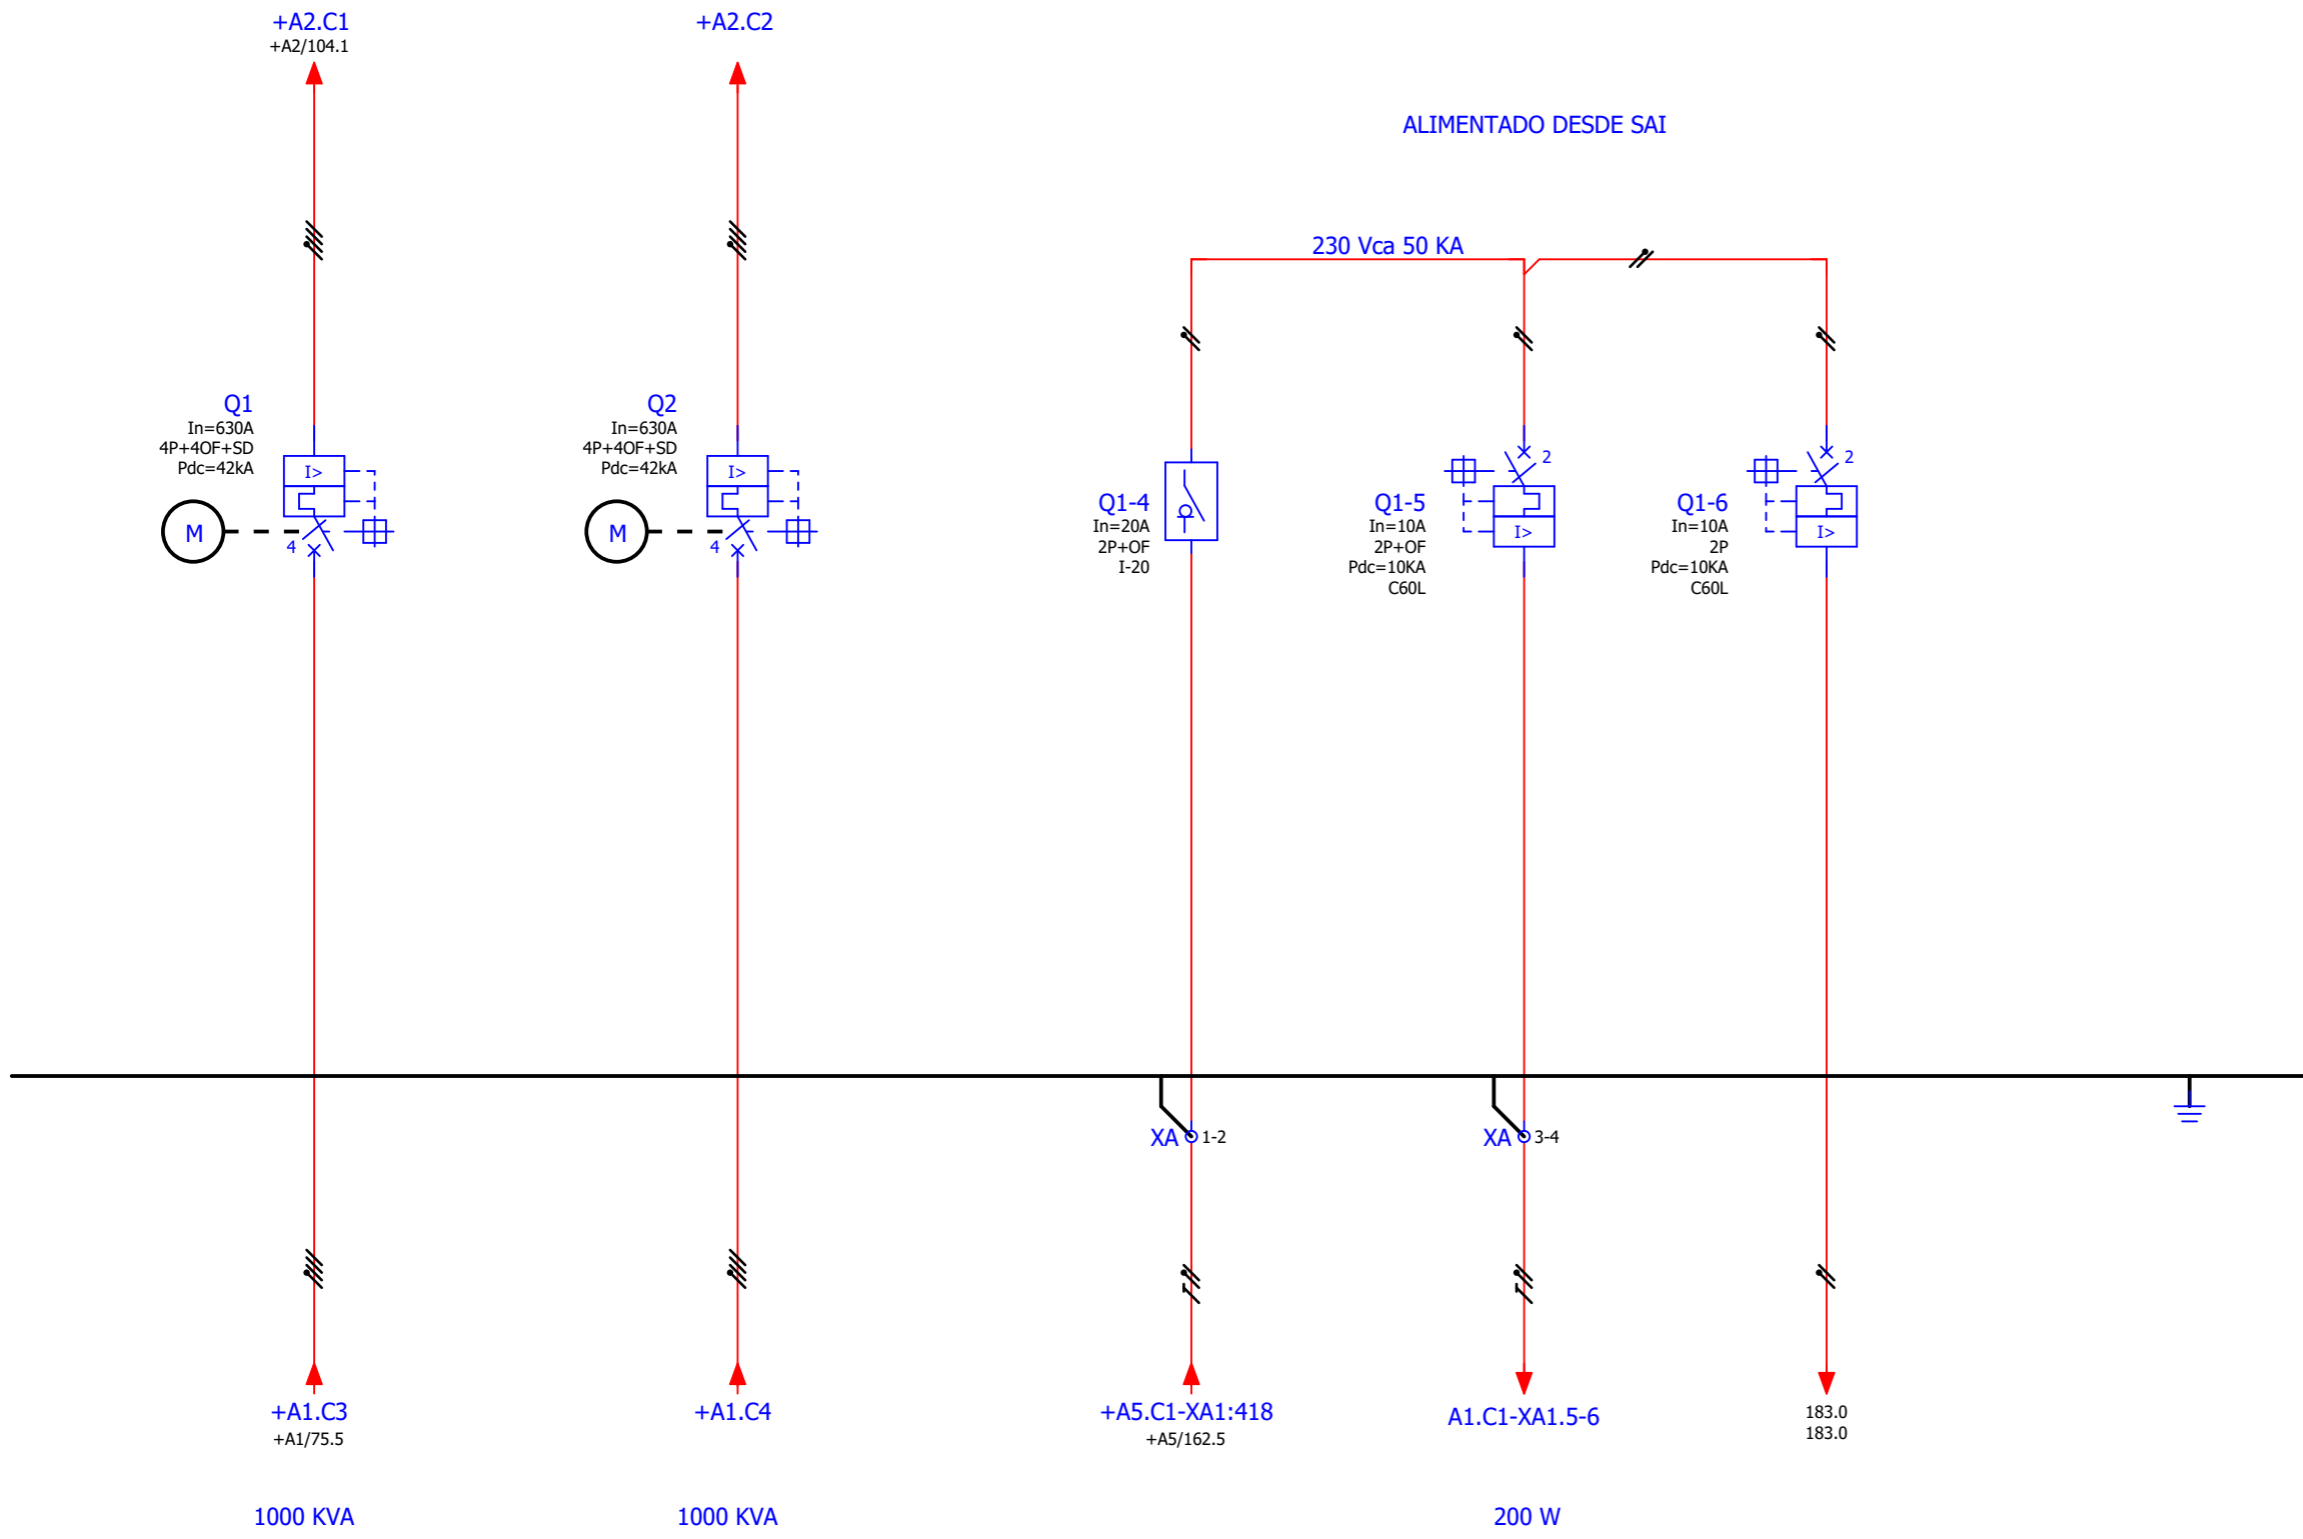 +A2.C1
+A2/104.1
+A2.C2
ALIMENTADO DESDE SAI
230 Vca 50 KA
Q1
In=630A
4P+4OF+SD
Pdc=42kA
I>
M
4
Q2
In=630A
4P+4OF+SD
Pdc=42kA
I>
M
4
Q1-4
In=20A
2P+OF
I-20
Q1-5
In=10A
2P+OF
Pdc=10KA
C60L
2
I>
Q1-6
In=10A
2P
Pdc=10KA
C60L
2
I>
XA 1-2
XA 3-4
+A1.C3
+A1/75.5
+A1.C4
+A5.C1-XA1:418
+A5/162.5
A1.C1-XA1.5-6
183.0
183.0
1000 KVA
1000 KVA
200 W